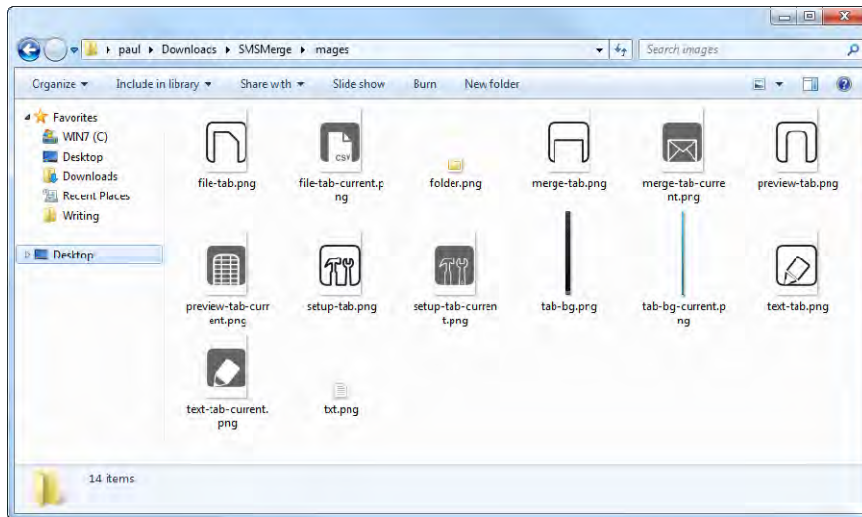 paul Downloads SMSMerge mages Search images
Organize Include in library Share with Slide show Burn New folder
Favorites
WIN7 (C)
Desktop
Downloads
Recent Places
Writing
Desktop
file-tab.png
file-tab-current.p
ng
folder.png
merge-tab.png
merge-tab-curre
nt.png
preview-tab.png
CSV
preview-tab-curr
ent.png
setup-tab.png
setup-tab-curren
t.png
tab-bg.png
tab-bg-current.p
ng
text-tab.png
text-tab-current.
png
txt.png
14 items